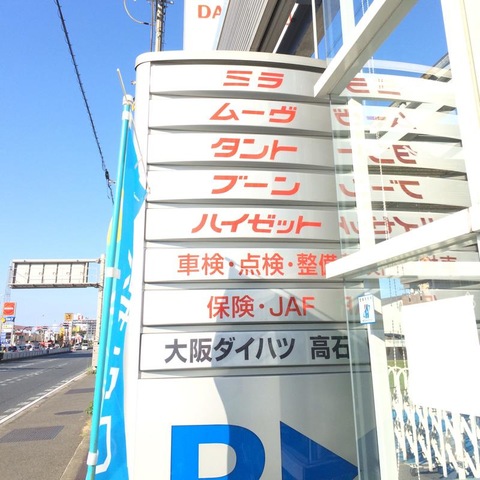 DA
ミラ
ムーヴ
タント
ブーン
ハイゼット
車検・点検・整備
保険・JAF
大阪ダイハツ 高石
P